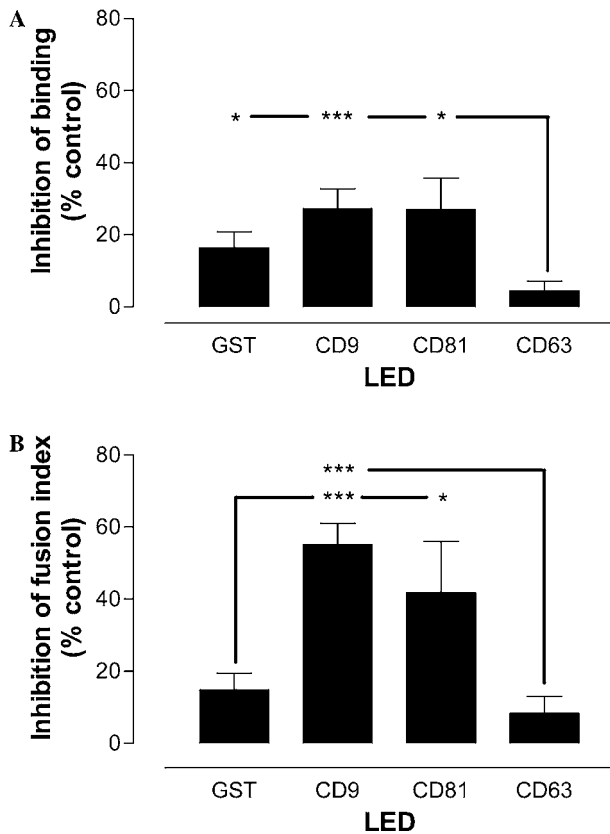 A
Inhibition of binding
(% control)
80
60
40
20
0
* *** *
GST CD9 CD81 CD63
LED
B
Inhibition of fusion index
(% control)
80
60
40
20
0
***
*** *
GST CD9 CD81 CD63
LED